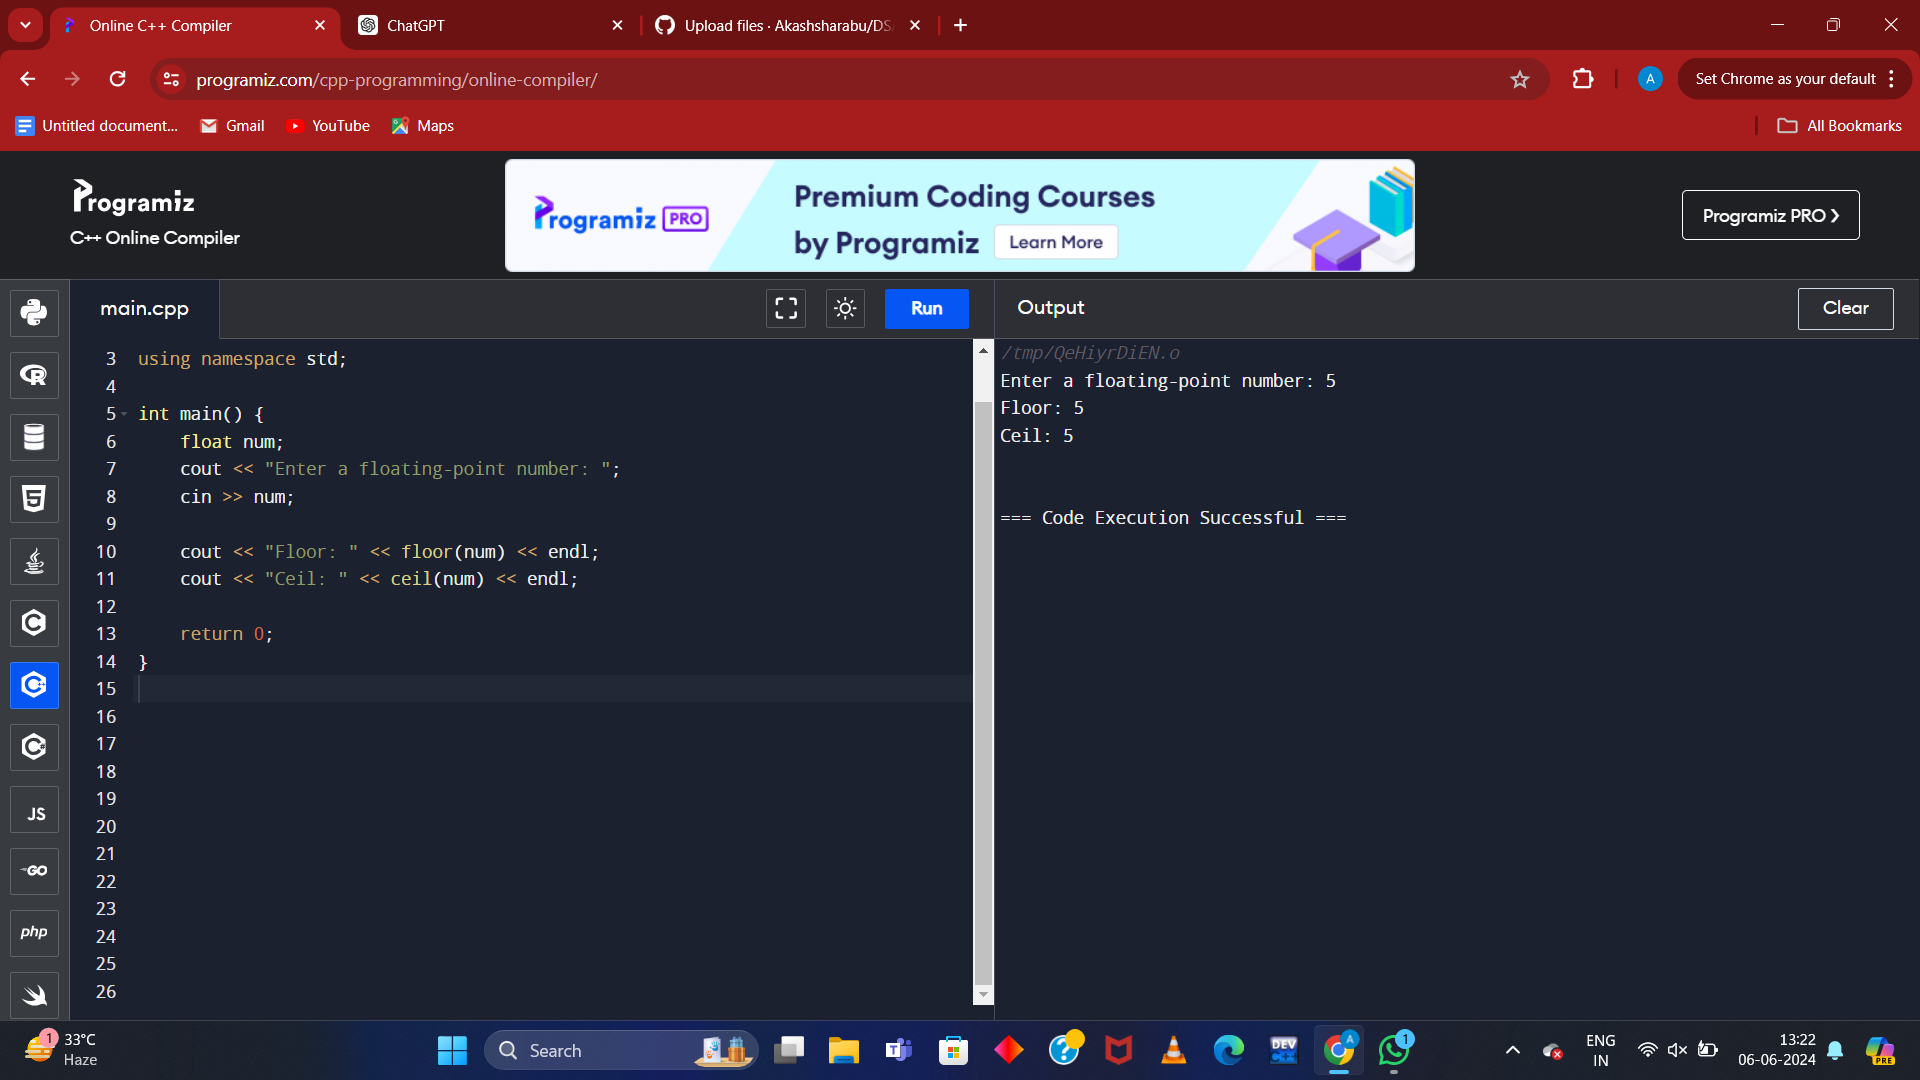 Online C++ Compiler
ChatGPT
Upload files · Akashsharabu/DS
programiz.com/cpp-programming/online-compiler/
A
Set Chrome as your default
Untitled document...
Gmail
YouTube
Maps
All Bookmarks
Programiz
C++ Online Compiler
Programiz PRO
Premium Coding Courses
by Programiz
Learn More
Programiz PRO ❯
main.cpp
Run
Output
Clear
3 using namespace std;
4
5 int main() {
6 float num;
7 cout << "Enter a floating-point number: ";
8 cin >> num;
9
10 cout << "Floor: " << floor(num) << endl;
11 cout << "Ceil: " << ceil(num) << endl;
12
13 return 0;
14 }
15
16
17
18
19
20
21
22
23
24
25
26
/tmp/QeHiyrDiEN.o
Enter a floating-point number: 5
Floor: 5
Ceil: 5
=== Code Execution Successful ===
R
5
C
C++
C#
JS
GO
php
1
33°C
Haze
Search
DEV
C++
A
1
ENG
IN
13:22
06-06-2024
PRE